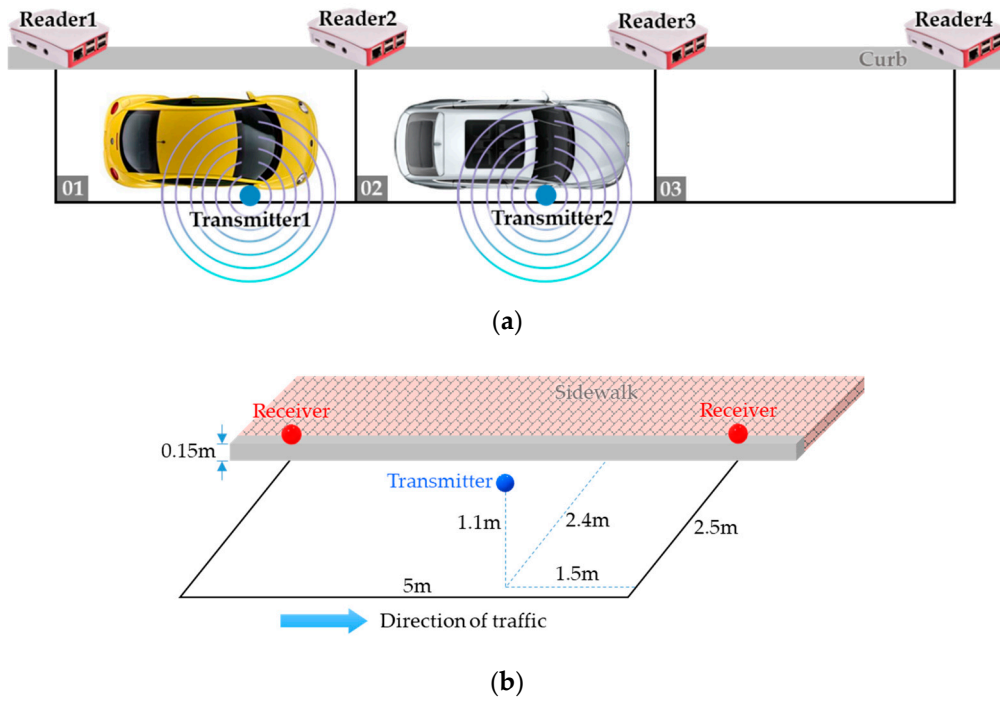 Reader1 Reader2 Reader3 Reader4
Curb
01 02 03
Transmitter1 Transmitter2
(a)
Sidewalk
Receiver Receiver
0.15m
Transmitter
1.1m 2.4m 2.5m
1.5m
5m
Direction of traffic
(b)